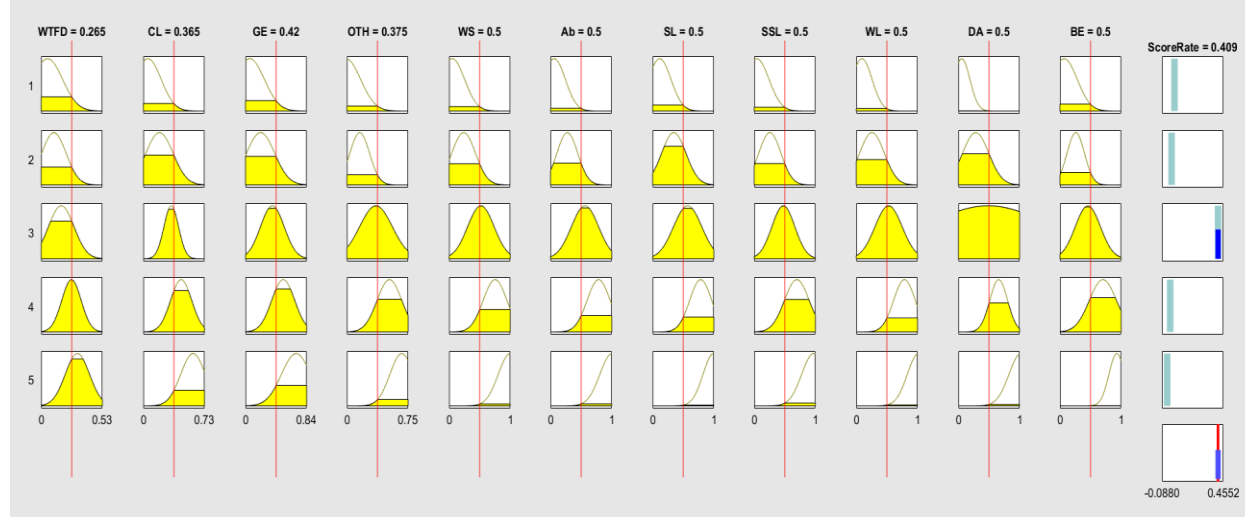 WTFD = 0.265 CL = 0.365 GE = 0.42 OTH = 0.375 WS = 0.5 Ab = 0.5 SL = 0.5 SSL = 0.5 WL = 0.5 DA = 0.5 BE = 0.5
ScoreRate = 0.409
1
2
3
4
5
0 0.53 0 0.73 0 0.84 0 0.75 0 1 0 1 0 1 0 1 0 1 0 1 0 1
-0.0880 0.4552